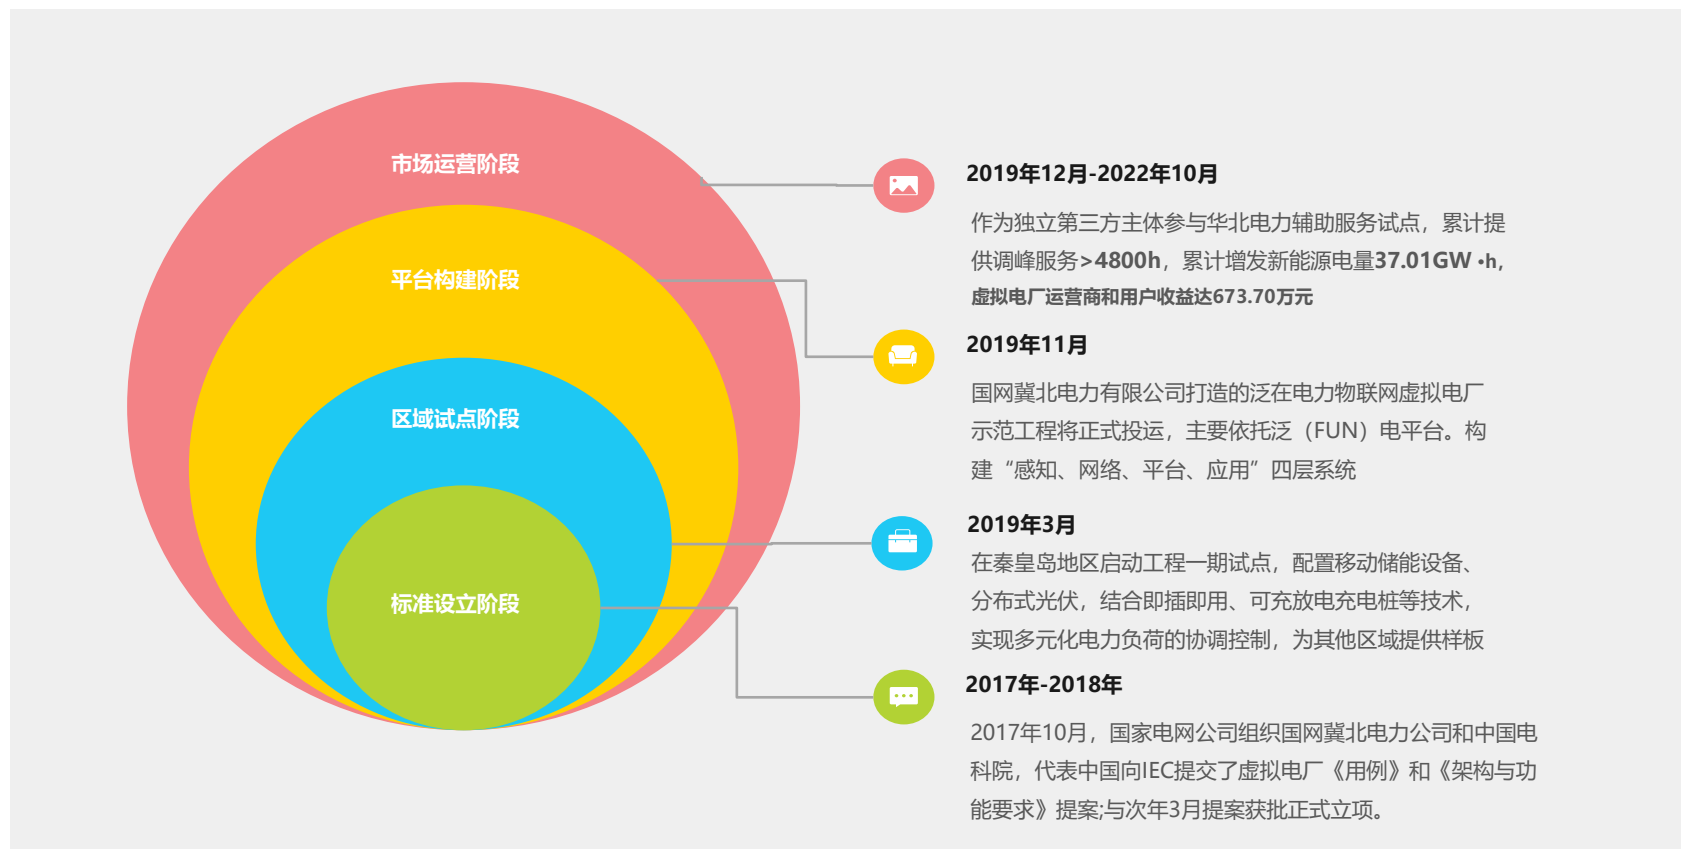 市场运营阶段
平台构建阶段
区域试点阶段
标准设立阶段
2019年12月-2022年10月
作为独立第三方主体参与华北电力辅助服务试点，累计提
供调峰服务>4800h，累计增发新能源电量37.01GW •h，
虚拟电厂运营商和用户收益达673.70万元
2019年11月
国网冀北电力有限公司打造的泛在电力物联网虚拟电厂
示范工程将正式投运，主要依托泛（FUN）电平台。构
建“感知、网络、平台、应用”四层系统
2019年3月
在秦皇岛地区启动工程一期试点，配置移动储能设备、
分布式光伏，结合即插即用、可充放电充电桩等技术，
实现多元化电力负荷的协调控制，为其他区域提供样板
2017年-2018年
2017年10月，国家电网公司组织国网冀北电力公司和中国电
科院，代表中国向IEC提交了虚拟电厂《用例》和《架构与功
能要求》提案;与次年3月提案获批正式立项。